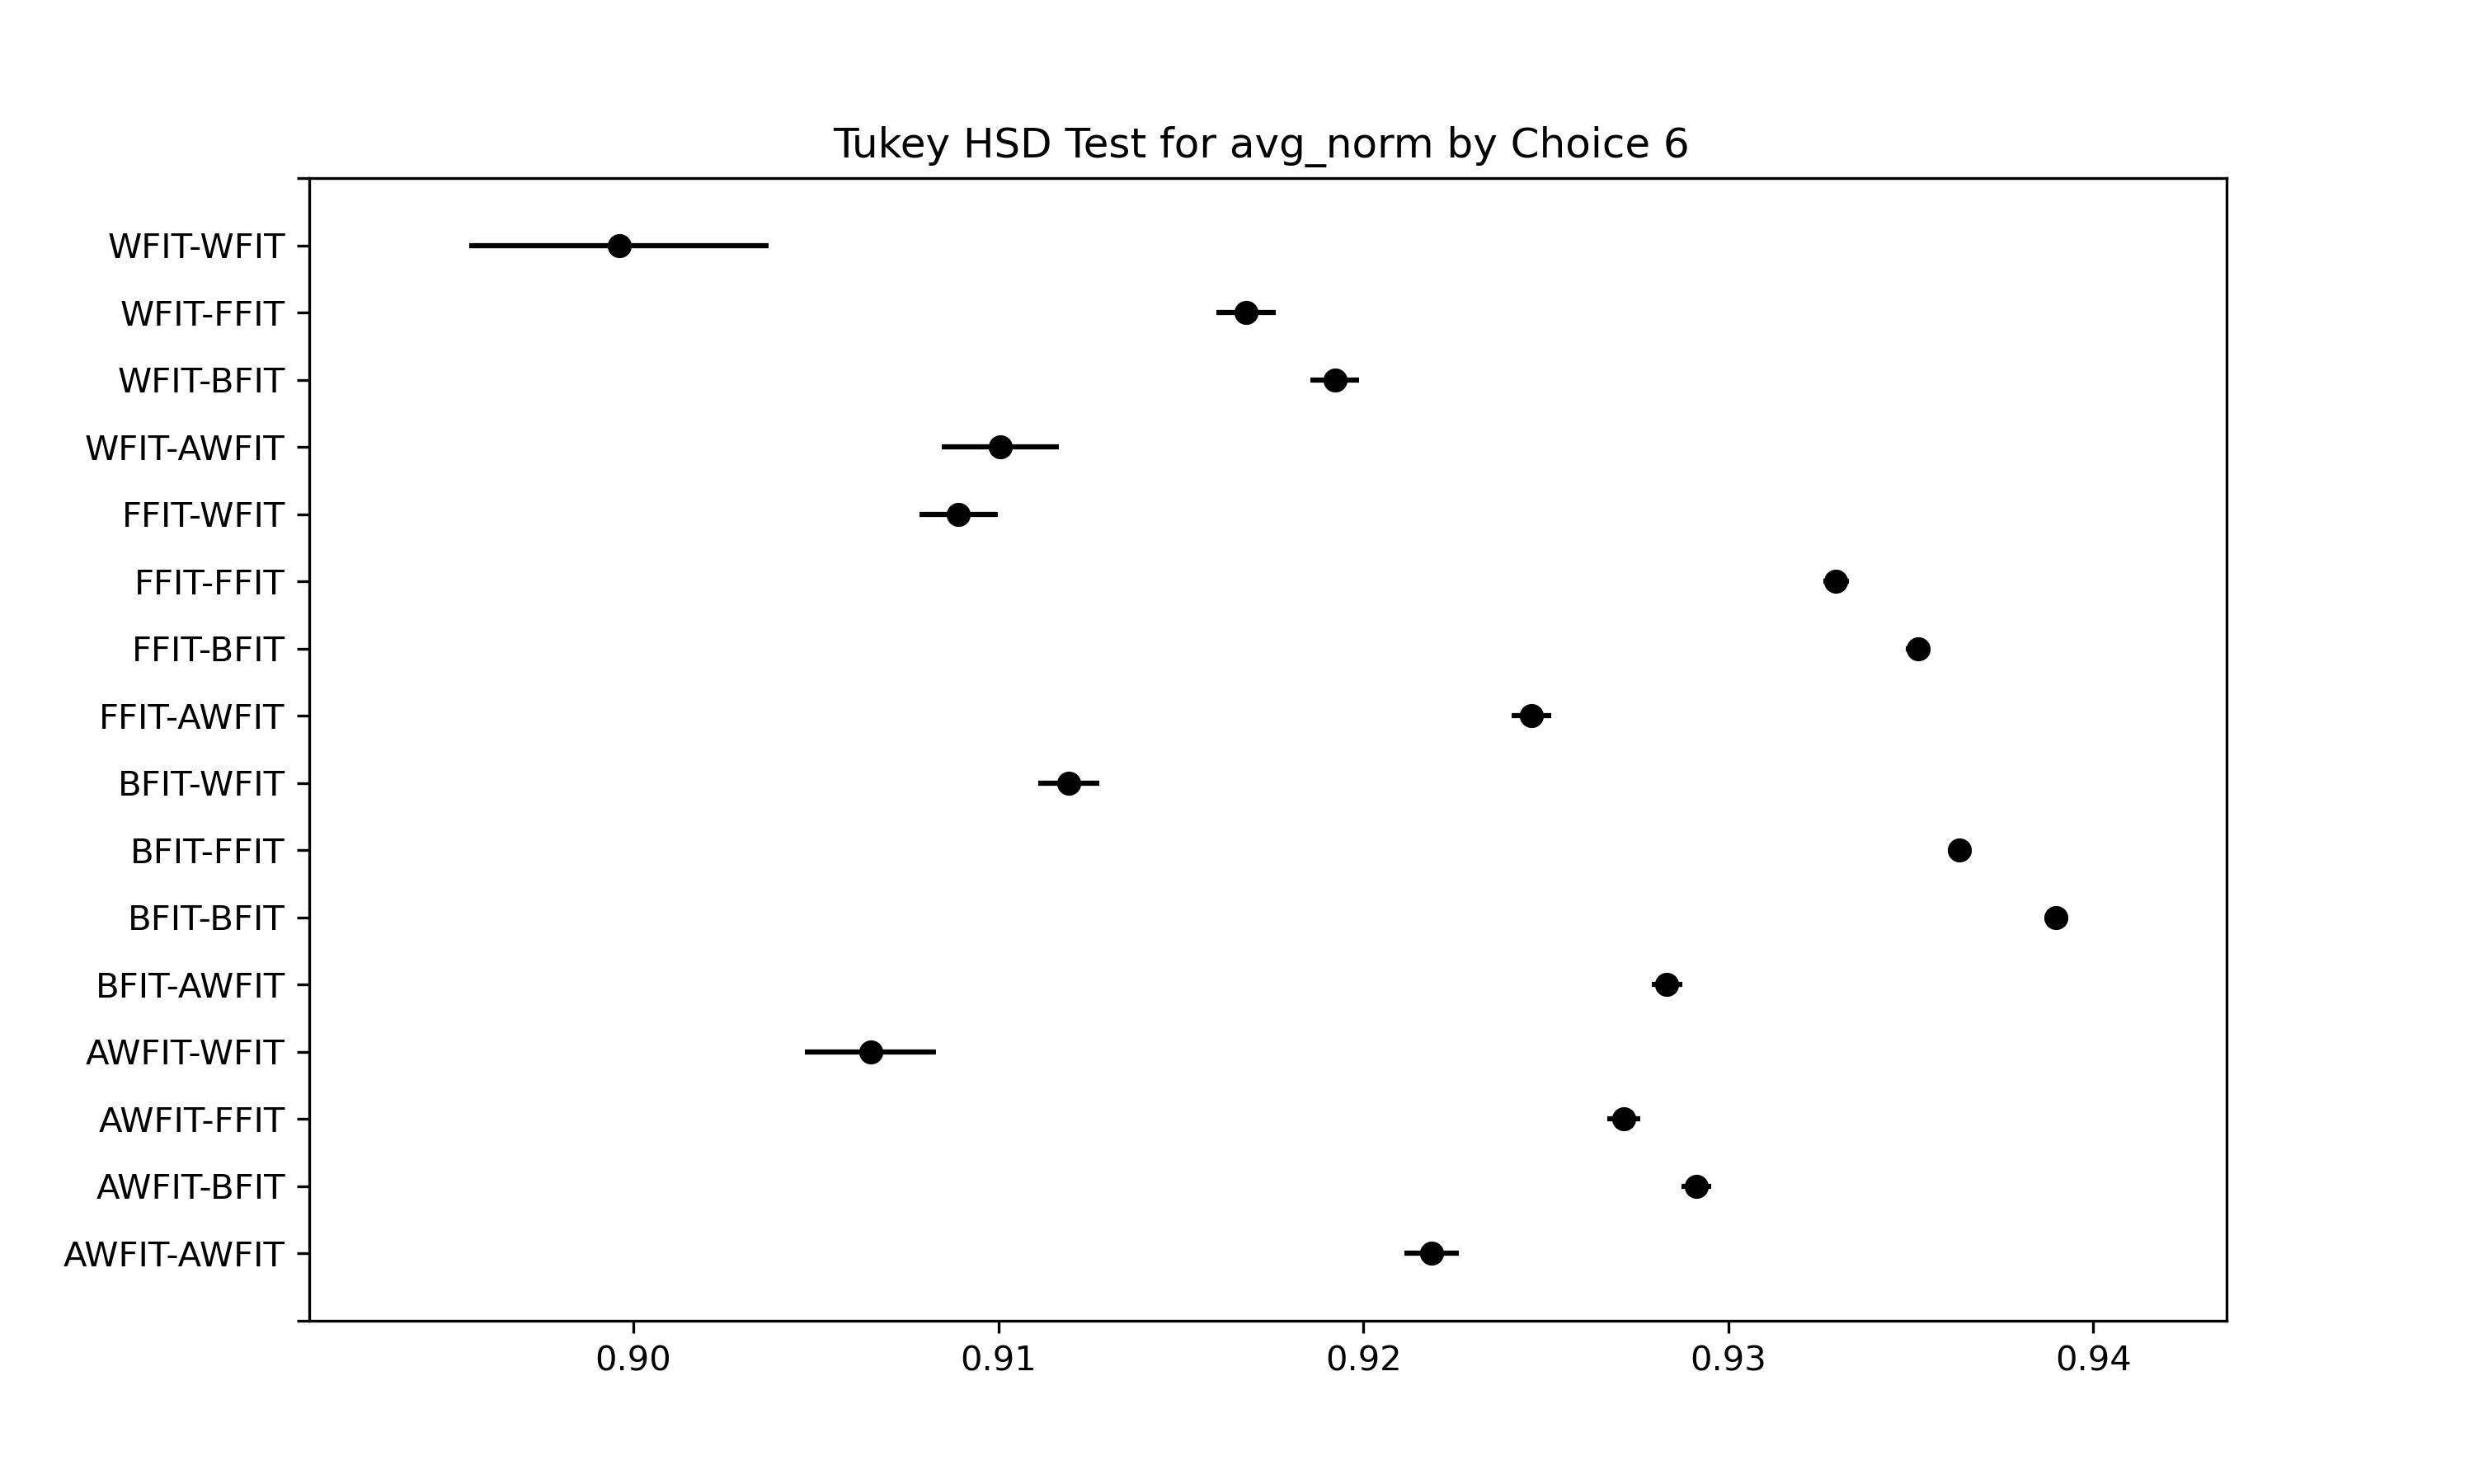 Tukey HSD Test for avg_norm by Choice 6
WFIT-WFIT
WFIT-FFIT
WFIT-BFIT
WFIT-AWFIT
FFIT-WFIT
FFIT-FFIT
FFIT-BFIT
FFIT-AWFIT
BFIT-WFIT
BFIT-FFIT
BFIT-BFIT
BFIT-AWFIT
AWFIT-WFIT
AWFIT-FFIT
AWFIT-BFIT
AWFIT-AWFIT
0.90 0.91 0.92 0.93 0.94